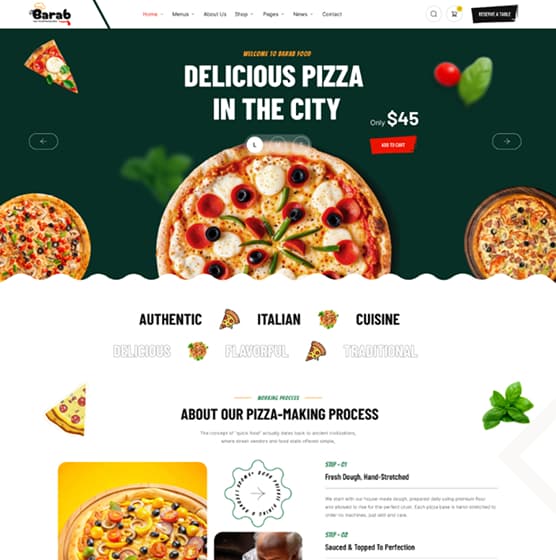 Barab
Home Menus About Us Shop Pages News Contact
RESERVE A TABLE
WELCOME TO BARAB FOOD
DELICIOUS PIZZA
IN THE CITY
Only $45
L
ADD TO CART
AUTHENTIC ITALIAN CUISINE
DELICIOUS FLAVORFUL TRADITIONAL
WORKING PROCESS
ABOUT OUR PIZZA-MAKING PROCESS
The concept of "quick food" actually dates back to ancient civilizations,
where street vendors and food stalls offered simple,
STEP - 01
Fresh Dough, Hand-Stretched
We start with our house-made dough, prepared daily using premium flour
and allowed to rise for the perfect crust. Each pizza base is hand-stretched to
order no machines, just skill and care.
STEP - 02
Sauced & Topped To Perfection